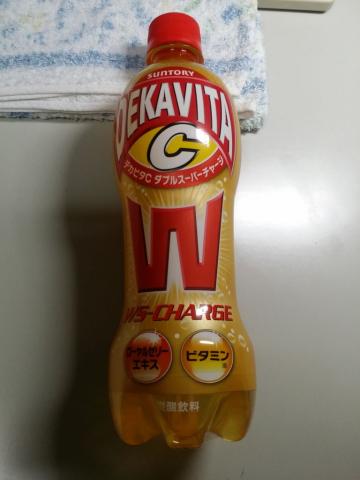 SUNTORY
DEKAVITA
C
デカビタC ダブルスーパーチャージ
W
WS-CHARGE
ローヤルゼリー
エキス
ビタミン
炭酸飲料